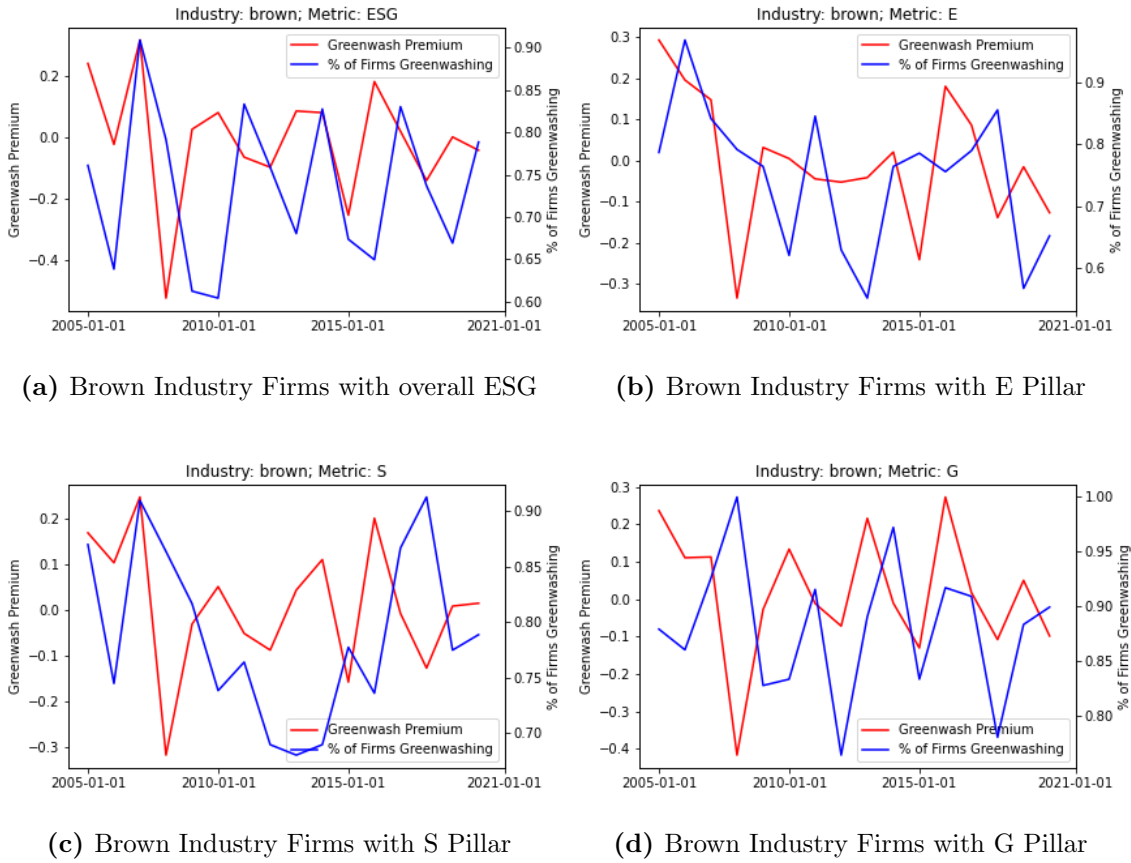 Industry: brown; Metric: ESG
Greenwash Premium
0.2
0.0
−0.2
−0.4
Greenwash Premium
% of Firms Greenwashing
0.90
0.85
0.80
0.75
0.70
0.65
0.60
% of Firms Greenwashing
2005-01-01 2010-01-01 2015-01-01 2021-01-01
(a) Brown Industry Firms with overall ESG
Industry: brown; Metric: E
Greenwash Premium
0.3
0.2
0.1
0.0
−0.1
−0.2
−0.3
Greenwash Premium
% of Firms Greenwashing
0.9
0.8
0.7
0.6
% of Firms Greenwashing
2005-01-01 2010-01-01 2015-01-01 2021-01-01
(b) Brown Industry Firms with E Pillar
Industry: brown; Metric: S
Greenwash Premium
0.2
0.1
0.0
−0.1
−0.2
−0.3
Greenwash Premium
% of Firms Greenwashing
0.90
0.85
0.80
0.75
0.70
% of Firms Greenwashing
2005-01-01 2010-01-01 2015-01-01 2021-01-01
(c) Brown Industry Firms with S Pillar
Industry: brown; Metric: G
Greenwash Premium
0.3
0.2
0.1
0.0
−0.1
−0.2
−0.3
−0.4
Greenwash Premium
% of Firms Greenwashing
1.00
0.95
0.90
0.85
0.80
% of Firms Greenwashing
2005-01-01 2010-01-01 2015-01-01 2021-01-01
(d) Brown Industry Firms with G Pillar